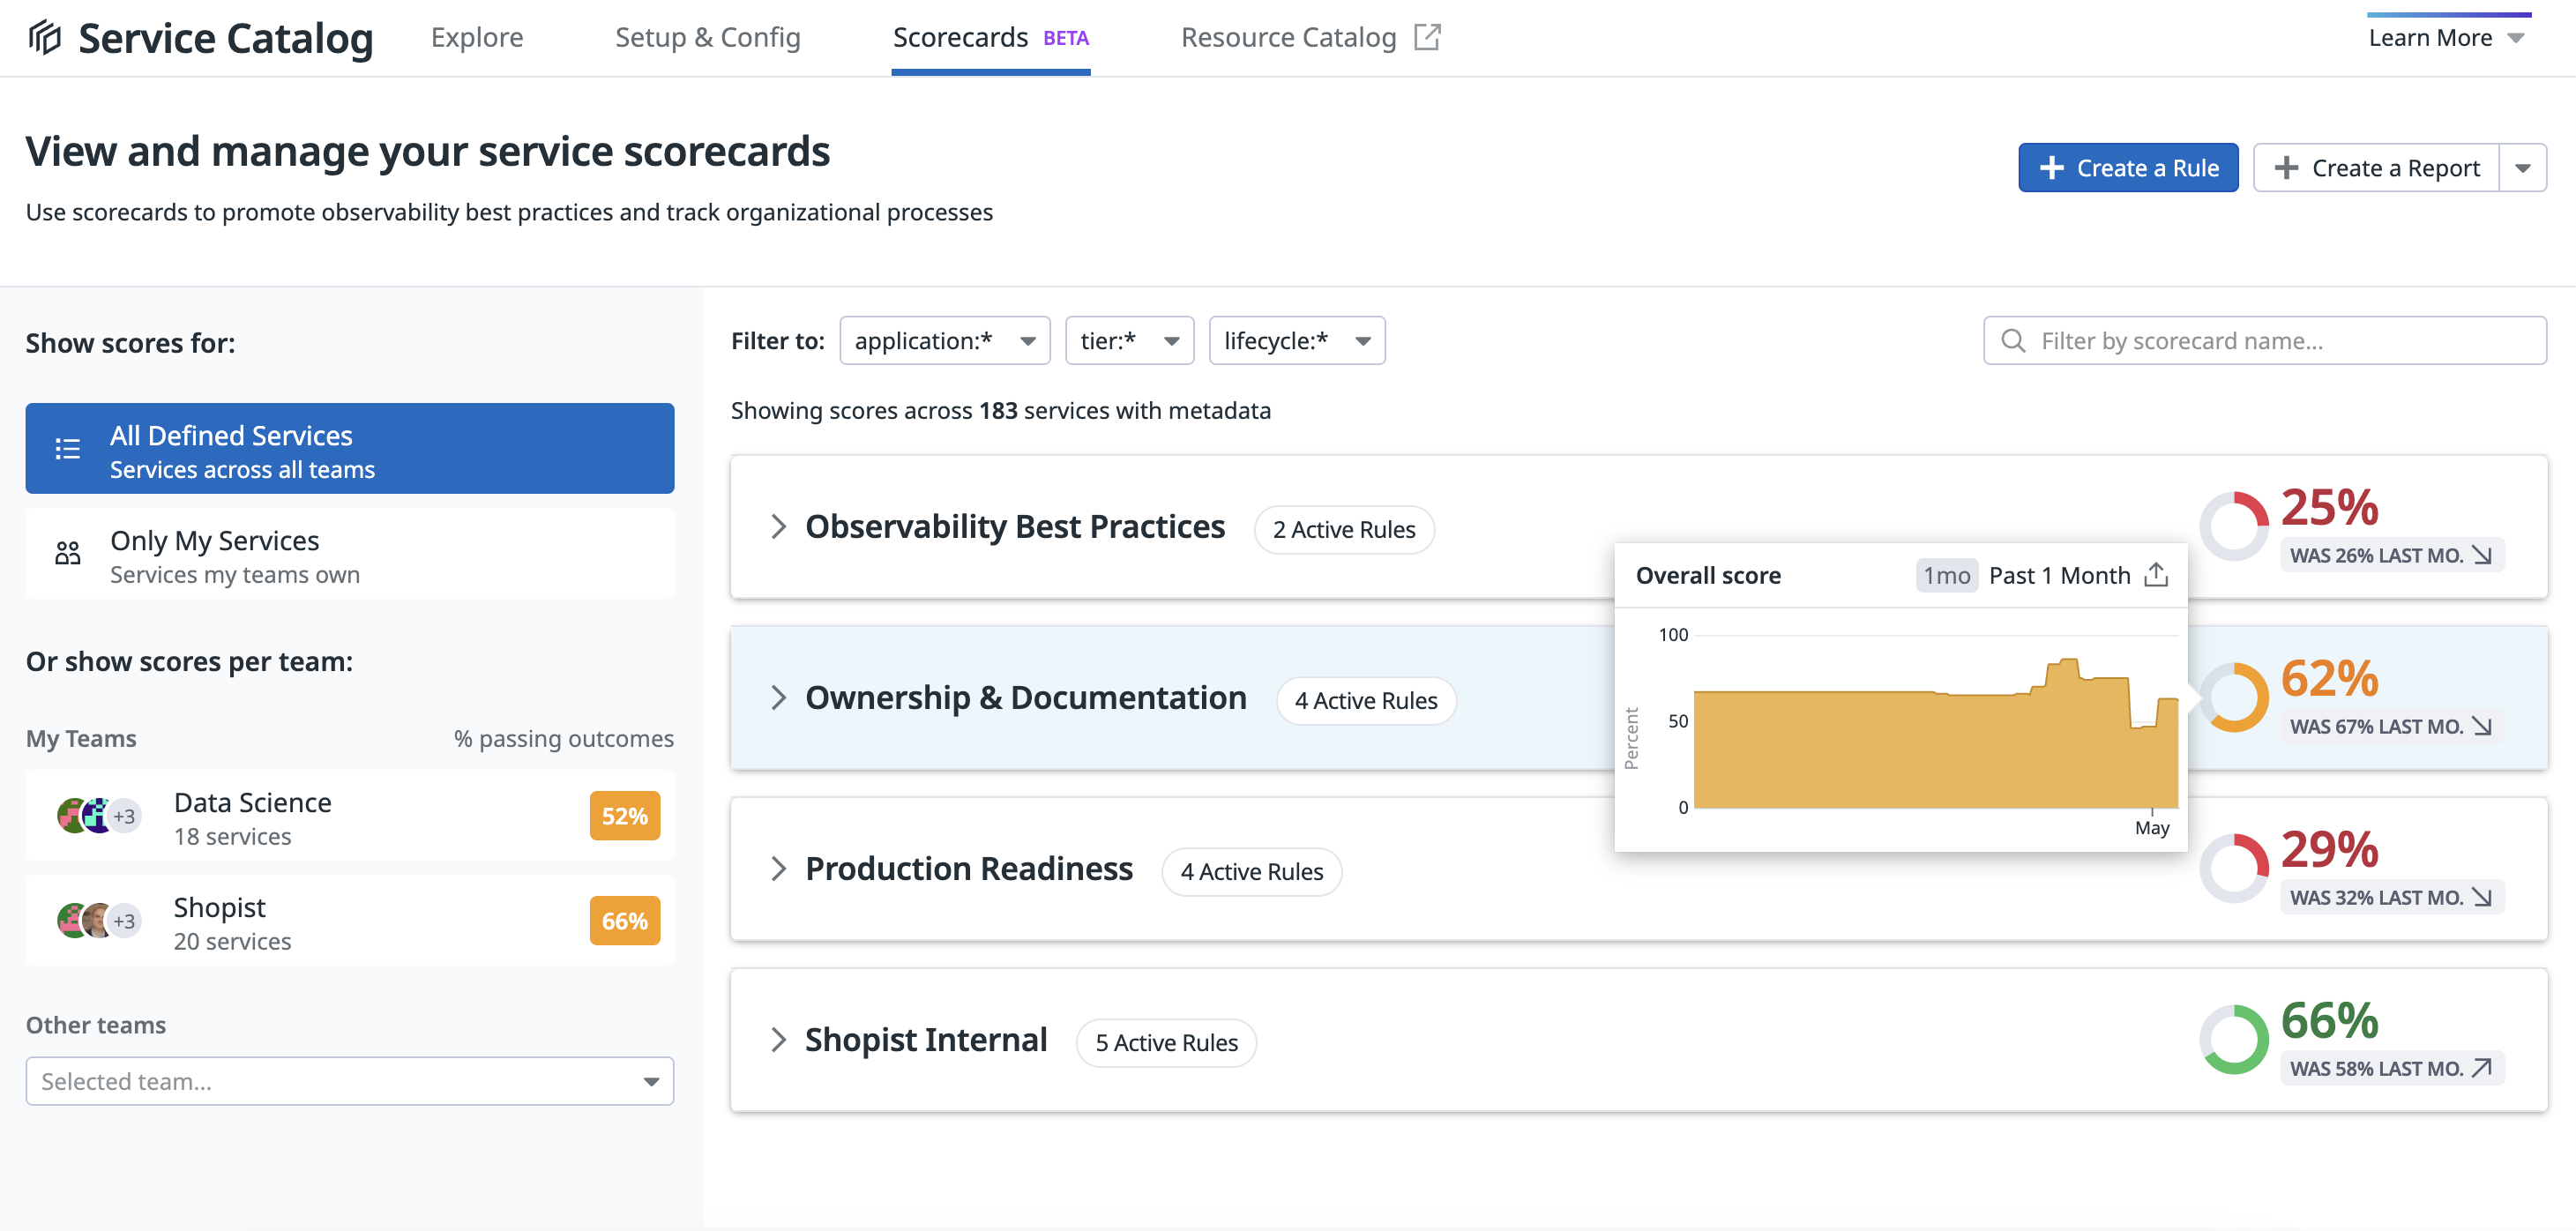 Service Catalog
Explore
Setup & Config
Scorecards BETA
Resource Catalog
Learn More
View and manage your service scorecards
Use scorecards to promote observability best practices and track organizational processes
Create a Rule
Create a Report
Show scores for:
All Defined Services
Services across all teams
Only My Services
Services my teams own
Or show scores per team:
My Teams
% passing outcomes
+3
Data Science
18 services
52%
+3
Shopist
20 services
66%
Other teams
Selected team...
Filter to:
application:*
tier:*
lifecycle:*
Filter by scorecard name...
Showing scores across 183 services with metadata
Observability Best Practices
2 Active Rules
25%
WAS 26% LAST MO.
Ownership & Documentation
4 Active Rules
62%
WAS 67% LAST MO.
Overall score
1mo Past 1 Month
100
50
0
Percent
May
Production Readiness
4 Active Rules
29%
WAS 32% LAST MO.
Shopist Internal
5 Active Rules
66%
WAS 58% LAST MO.